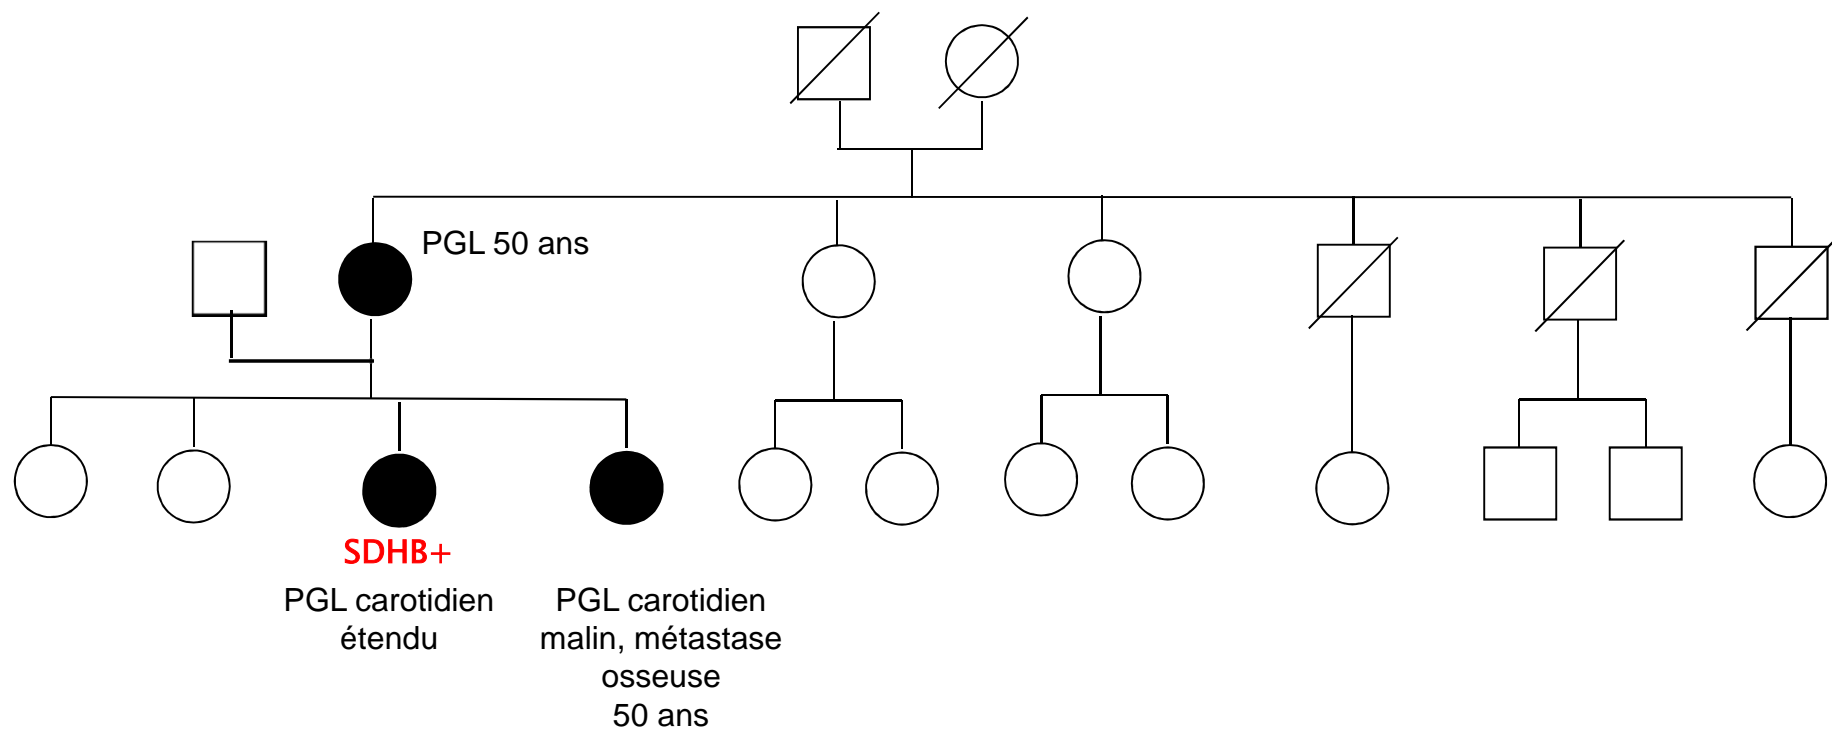 PGL 50 ans
SDHB+
PGL carotidien
étendu
PGL carotidien
malin, métastase
osseuse
50 ans